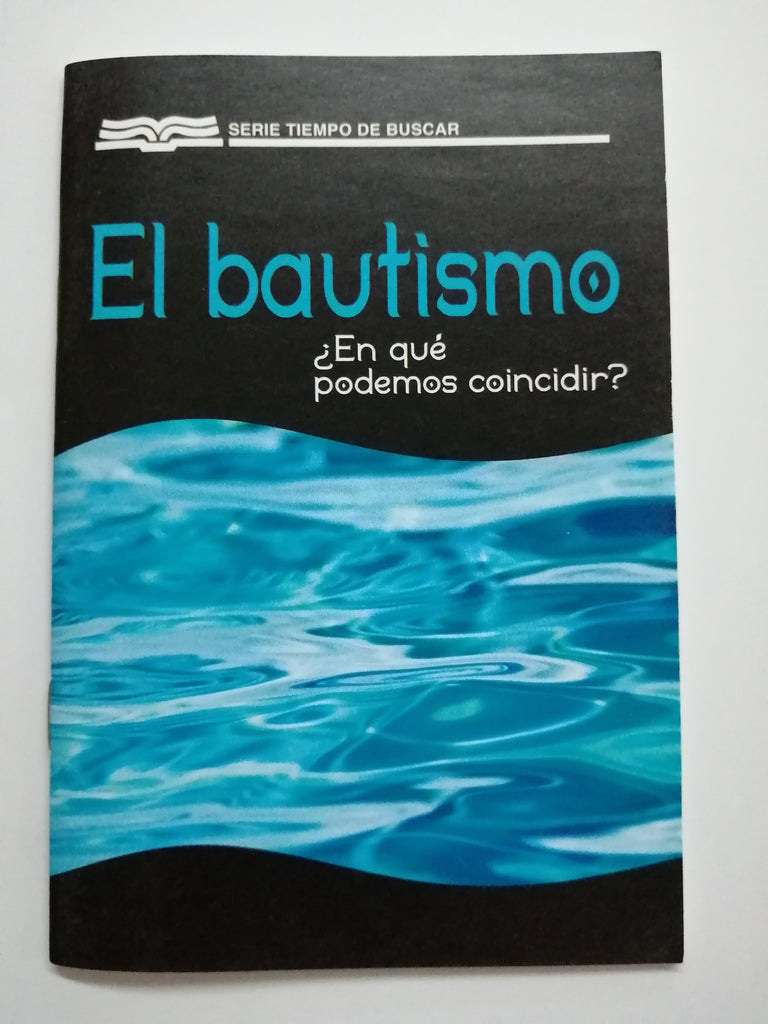 SERIE TIEMPO DE BUSCAR
El bautismo
¿En qué
podemos coincidir?